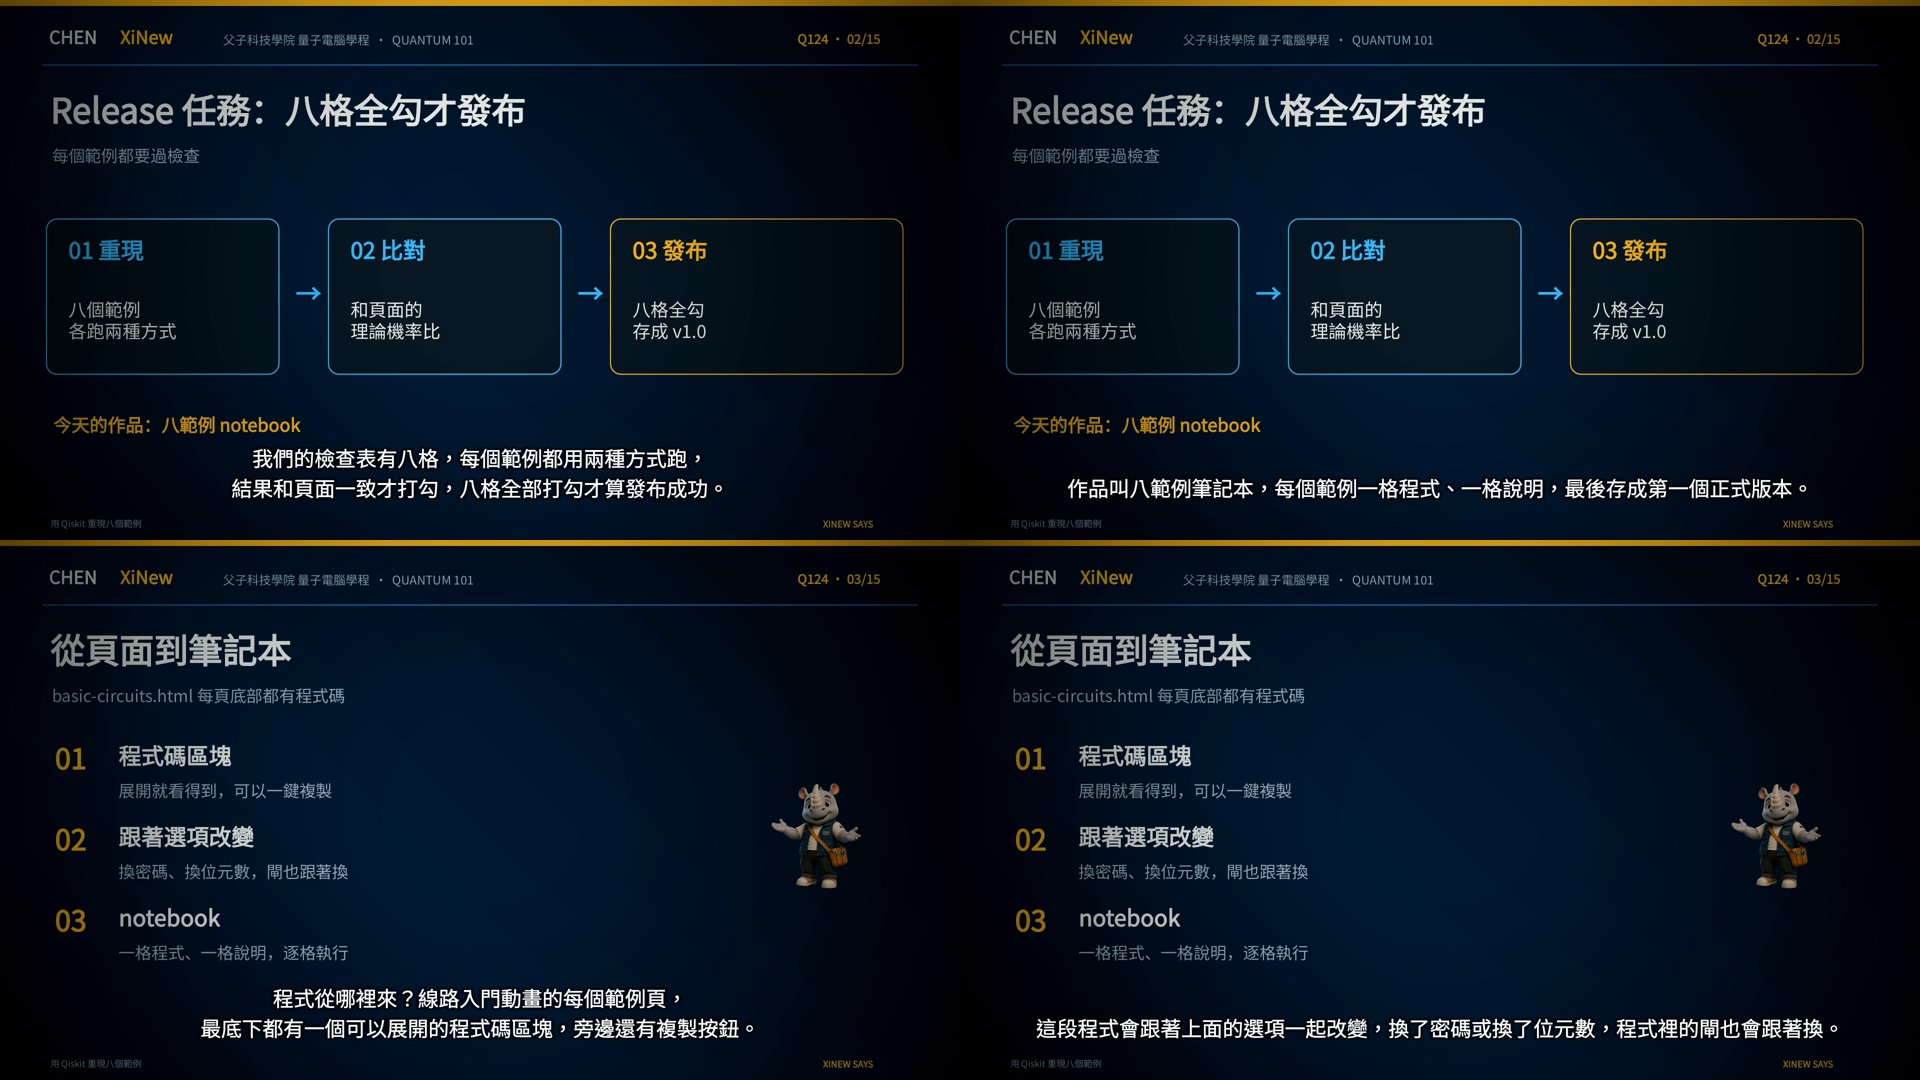 CHEN XiNew 父子科技學院 量子電腦學程 · QUANTUM 101 Q124 · 02/15
Release 任務：八格全勾才發布
每個範例都要過檢查
01 重現
八個範例
各跑兩種方式
→
02 比對
和頁面的
理論機率比
→
03 發布
八格全勾
存成 v1.0
今天的作品：八範例 notebook
我們的檢查表有八格，每個範例都用兩種方式跑，
結果和頁面一致才打勾，八格全部打勾才算發布成功。
用 Qiskit 重現八個範例 XINEW SAYS
CHEN XiNew 父子科技學院 量子電腦學程 · QUANTUM 101 Q124 · 02/15
Release 任務：八格全勾才發布
每個範例都要過檢查
01 重現
八個範例
各跑兩種方式
→
02 比對
和頁面的
理論機率比
→
03 發布
八格全勾
存成 v1.0
今天的作品：八範例 notebook
作品叫八範例筆記本，每個範例一格程式、一格說明，最後存成第一個正式版本。
用 Qiskit 重現八個範例 XINEW SAYS
CHEN XiNew 父子科技學院 量子電腦學程 · QUANTUM 101 Q124 · 03/15
從頁面到筆記本
basic-circuits.html 每頁底部都有程式碼
01 程式碼區塊
展開就看得到，可以一鍵複製
02 跟著選項改變
換密碼、換位元數，閘也跟著換
03 notebook
一格程式、一格說明，逐格執行
程式從哪裡來？線路入門動畫的每個範例頁，
最底下都有一個可以展開的程式碼區塊，旁邊還有複製按鈕。
用 Qiskit 重現八個範例 XINEW SAYS
CHEN XiNew 父子科技學院 量子電腦學程 · QUANTUM 101 Q124 · 03/15
從頁面到筆記本
basic-circuits.html 每頁底部都有程式碼
01 程式碼區塊
展開就看得到，可以一鍵複製
02 跟著選項改變
換密碼、換位元數，閘也跟著換
03 notebook
一格程式、一格說明，逐格執行
這段程式會跟著上面的選項一起改變，換了密碼或換了位元數，程式裡的閘也會跟著換。
用 Qiskit 重現八個範例 XINEW SAYS